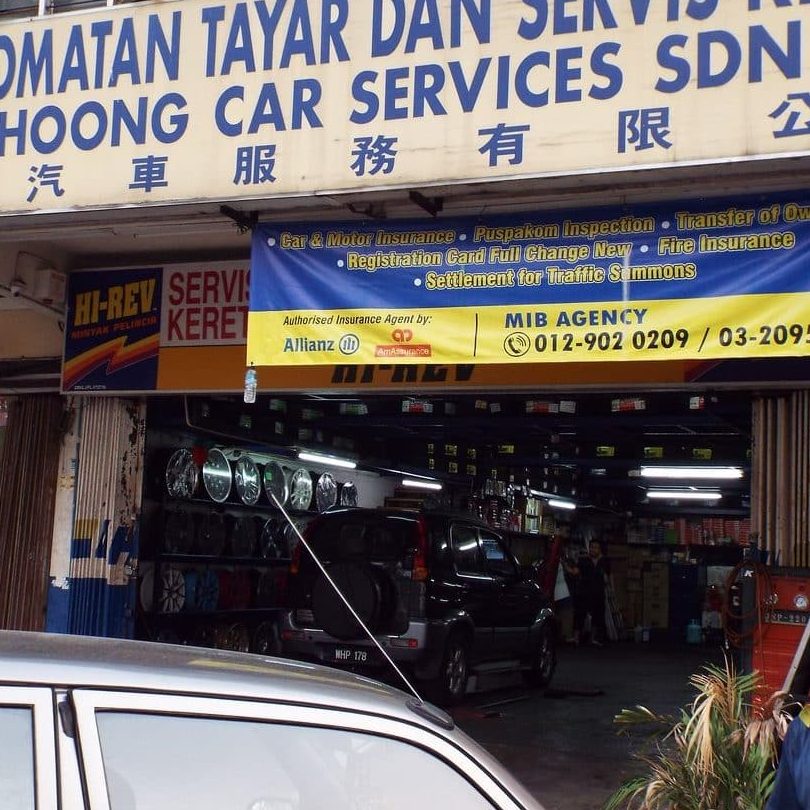 OMATAN TAYAR DAN SERVIS
HOONG CAR SERVICES SDN
汽車服務有限公
• Car & Motor Insurance • Puspakom Inspection • Transfer of Ow
• Registration Card Full Change New • Fire Insurance
• Settlement for Traffic Summons
Authorised Insurance Agent by:
Allianz
AmAssurance
MIB AGENCY
012-902 0209 / 03-2095
HI-REV
MINYAK PELINCIR
SERVIS
KERET
HI-REV
WHP 178